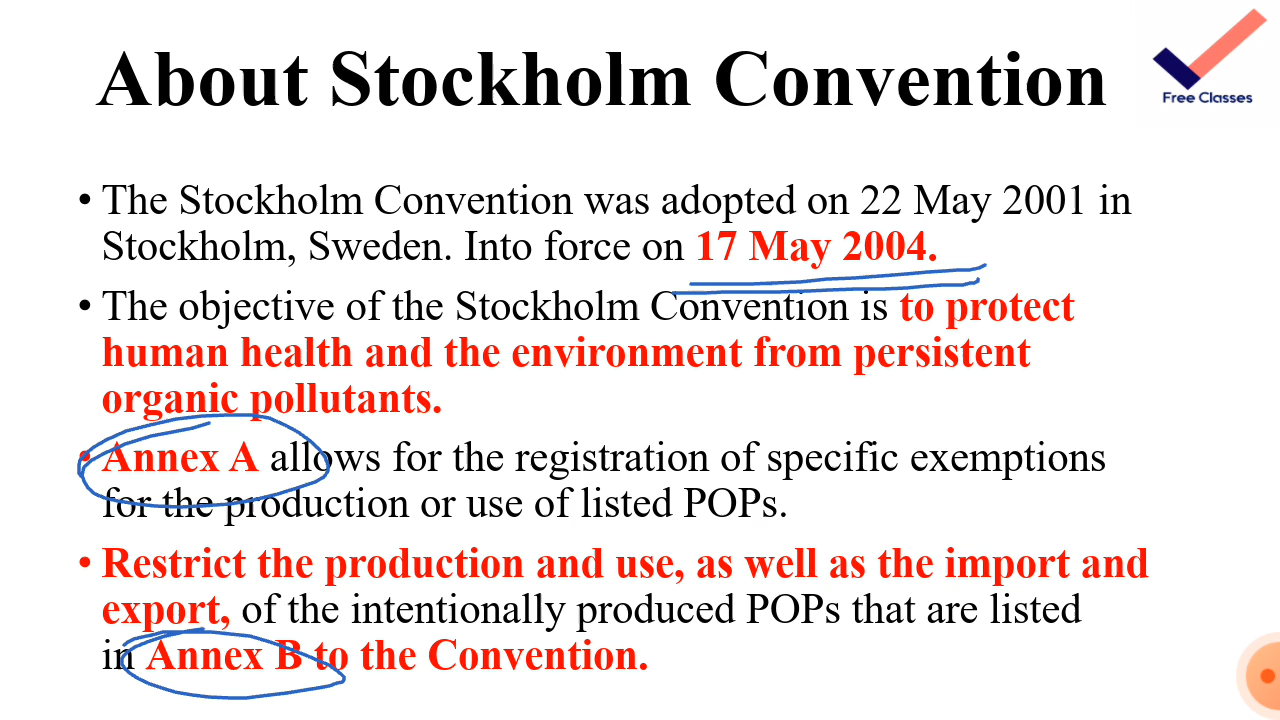 About Stockholm Convention
Free Classes
• The Stockholm Convention was adopted on 22 May 2001 in
Stockholm, Sweden. Into force on 17 May 2004.
• The objective of the Stockholm Convention is to protect
human health and the environment from persistent
organic pollutants.
• Annex A allows for the registration of specific exemptions
for the production or use of listed POPs.
• Restrict the production and use, as well as the import and
export, of the intentionally produced POPs that are listed
in Annex B to the Convention.